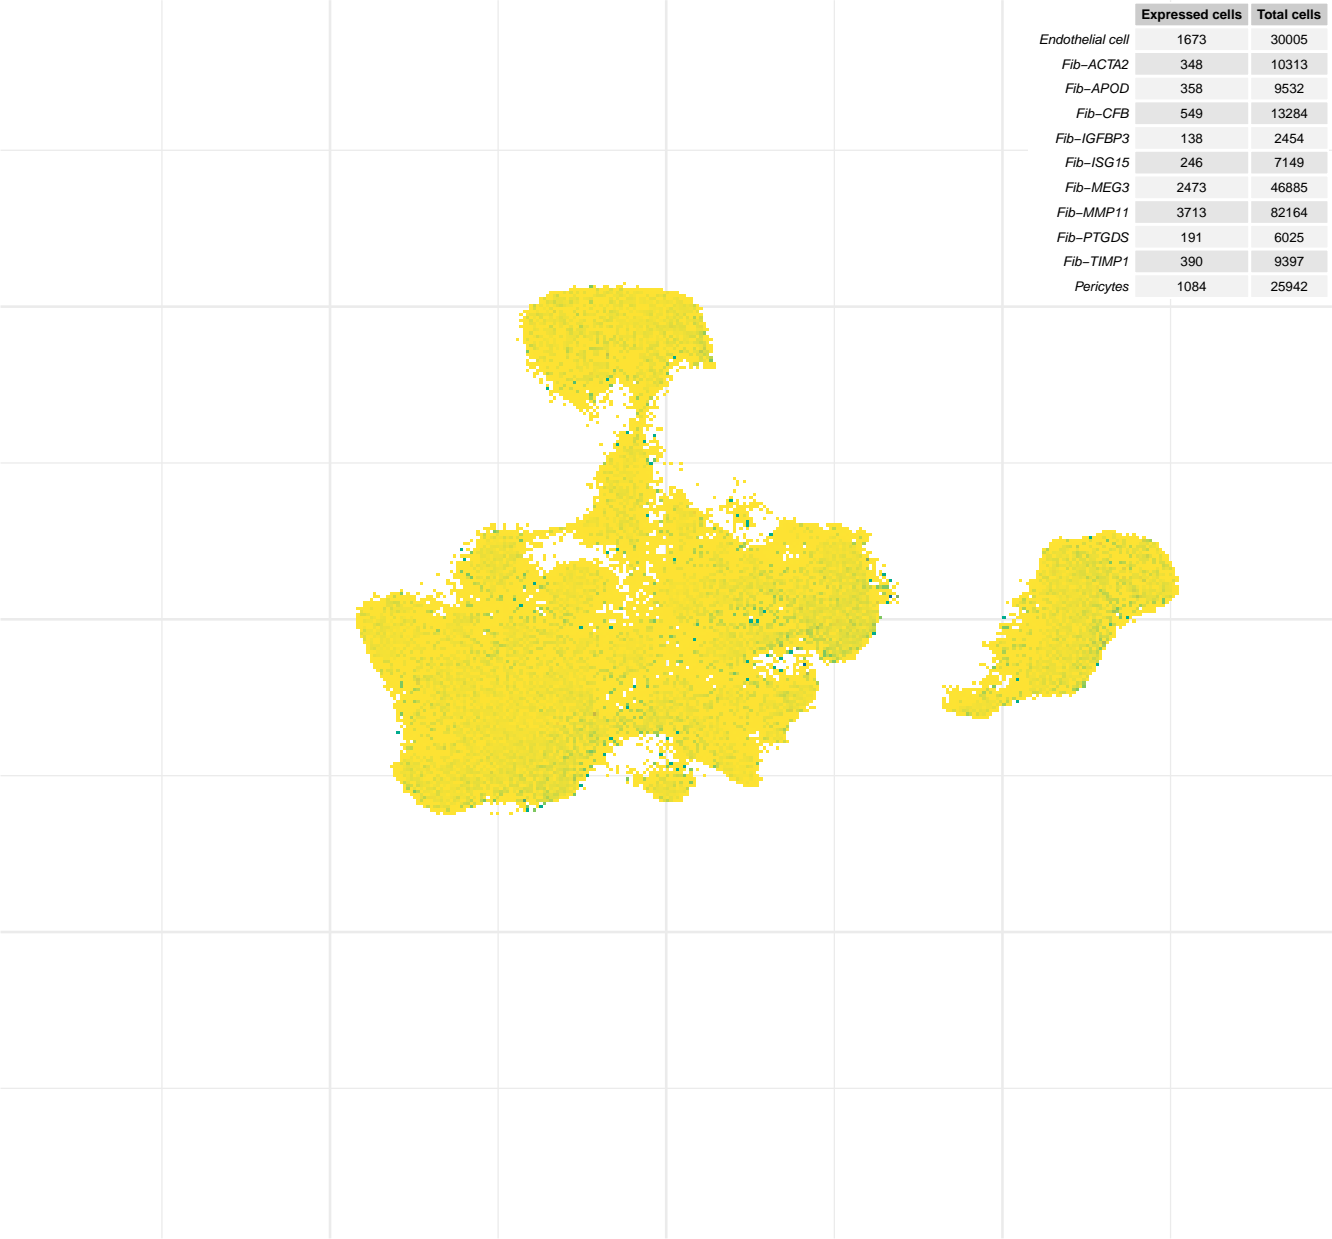 Expressed cells Total cells
Endothelial cell 1673 30005
Fib−ACTA2 348 10313
Fib−APOD 358 9532
Fib−CFB 549 13284
Fib−IGFBP3 138 2454
Fib−ISG15 246 7149
Fib−MEG3 2473 46885
Fib−MMP11 3713 82164
Fib−PTGDS 191 6025
Fib−TIMP1 390 9397
Pericytes 1084 25942